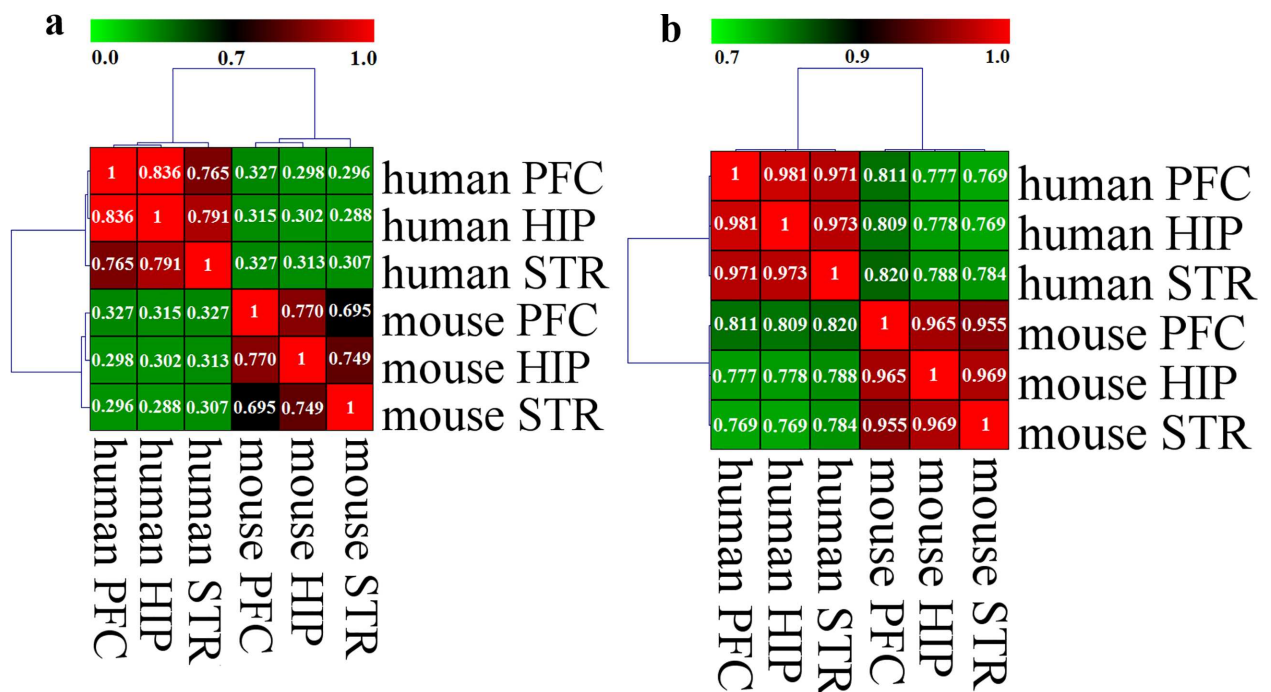 a
0.0 0.7 1.0
1 0.836 0.765 0.327 0.298 0.296 human PFC
0.836 1 0.791 0.315 0.302 0.288 human HIP
0.765 0.791 1 0.327 0.313 0.307 human STR
0.327 0.315 0.327 1 0.770 0.695 mouse PFC
0.298 0.302 0.313 0.770 1 0.749 mouse HIP
0.296 0.288 0.307 0.695 0.749 1 mouse STR
human PFC
human HIP
human STR
mouse PFC
mouse HIP
mouse STR
b
0.7 0.9 1.0
1 0.981 0.971 0.811 0.777 0.769 human PFC
0.981 1 0.973 0.809 0.778 0.769 human HIP
0.971 0.973 1 0.820 0.788 0.784 human STR
0.811 0.809 0.820 1 0.965 0.955 mouse PFC
0.777 0.778 0.788 0.965 1 0.969 mouse HIP
0.769 0.769 0.784 0.955 0.969 1 mouse STR
human PFC
human HIP
human STR
mouse PFC
mouse HIP
mouse STR